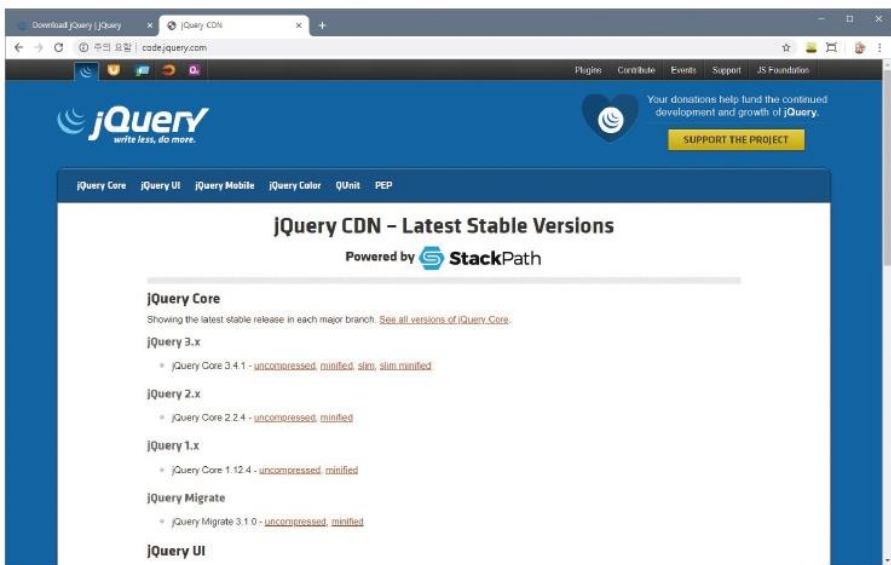 Download jQuery | jQuery
jQuery CDN
주의 요함 | code.jquery.com
Plugins Contribute Events Support JS Foundation
jQuery
write less, do more.
Your donations help fund the continued
development and growth of jQuery.
SUPPORT THE PROJECT
jQuery Core jQuery UI jQuery Mobile jQuery Color QUnit PEP
jQuery CDN – Latest Stable Versions
Powered by StackPath
jQuery Core
Showing the latest stable release in each major branch. See all versions of jQuery Core.
jQuery 3.x
jQuery Core 3.4.1 - uncompressed, minified, slim, slim minified
jQuery 2.x
jQuery Core 2.2.4 - uncompressed, minified
jQuery 1.x
jQuery Core 1.12.4 - uncompressed, minified
jQuery Migrate
jQuery Migrate 3.1.0 - uncompressed, minified
jQuery UI